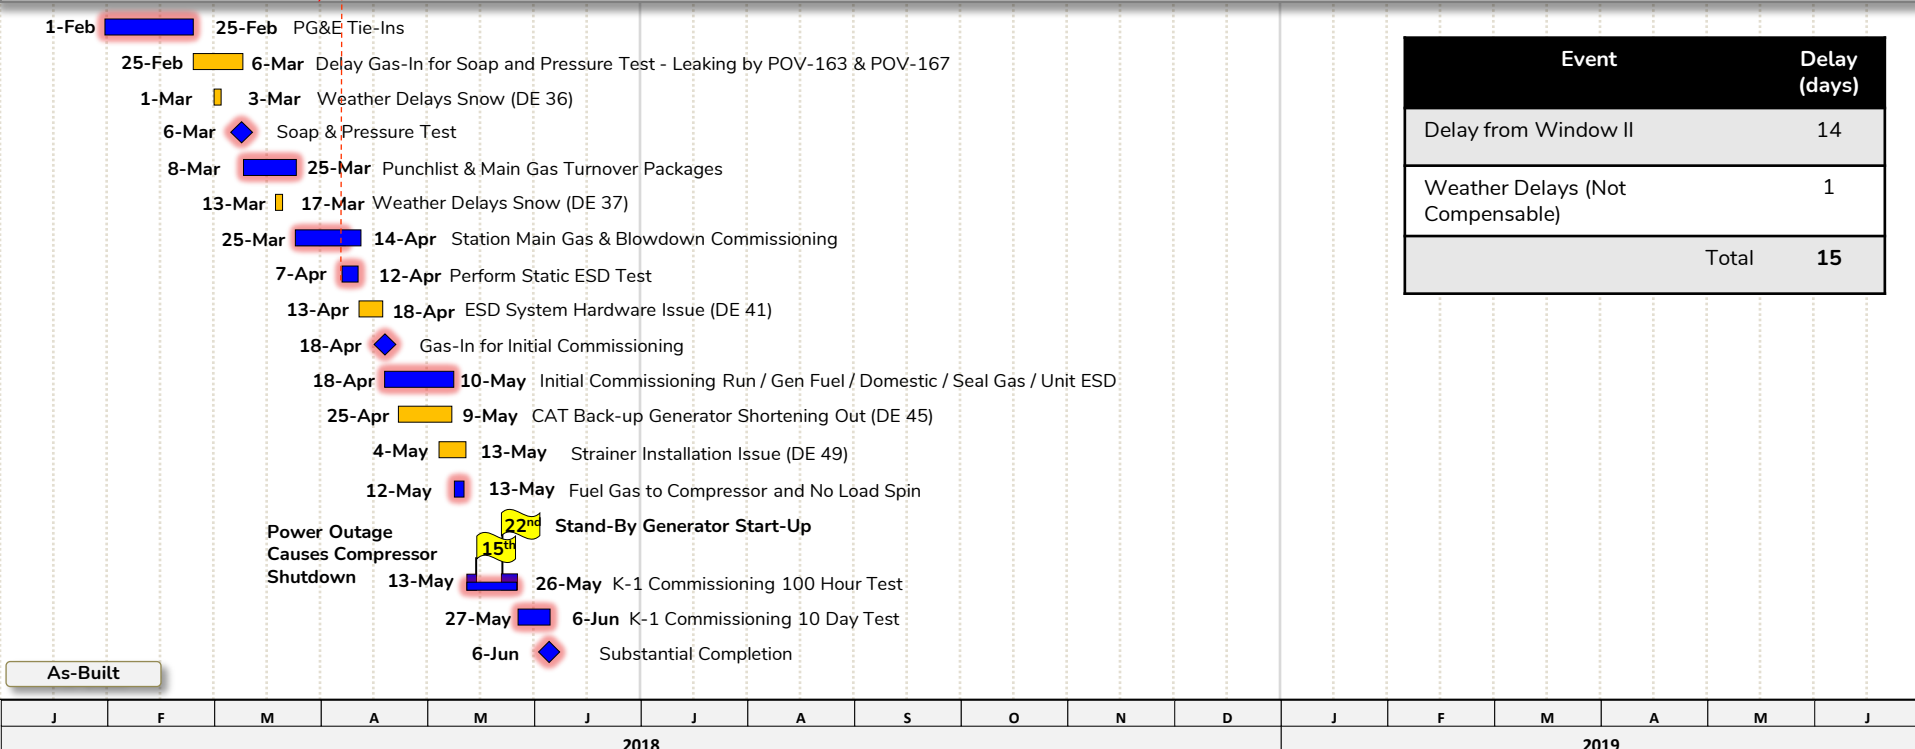 1-Feb 25-Feb PG&E Tie-Ins
25-Feb 6-Mar Delay Gas-In for Soap and Pressure Test - Leaking by POV-163 & POV-167
1-Mar 3-Mar Weather Delays Snow (DE 36)
6-Mar Soap & Pressure Test
8-Mar 25-Mar Punchlist & Main Gas Turnover Packages
13-Mar 17-Mar Weather Delays Snow (DE 37)
25-Mar 14-Apr Station Main Gas & Blowdown Commissioning
7-Apr 12-Apr Perform Static ESD Test
13-Apr 18-Apr ESD System Hardware Issue (DE 41)
18-Apr Gas-In for Initial Commissioning
18-Apr 10-May Initial Commissioning Run / Gen Fuel / Domestic / Seal Gas / Unit ESD
25-Apr 9-May CAT Back-up Generator Shortening Out (DE 45)
4-May 13-May Strainer Installation Issue (DE 49)
12-May 13-May Fuel Gas to Compressor and No Load Spin
22nd Stand-By Generator Start-Up
Power Outage
Causes Compressor
Shutdown
15th
13-May 26-May K-1 Commissioning 100 Hour Test
27-May 6-Jun K-1 Commissioning 10 Day Test
6-Jun Substantial Completion
As-Built
Event Delay
(days)
Delay from Window II 14
Weather Delays (Not 1
Compensable)
Total 15
J F M A M J J A S O N D J F M A M J
2018 2019